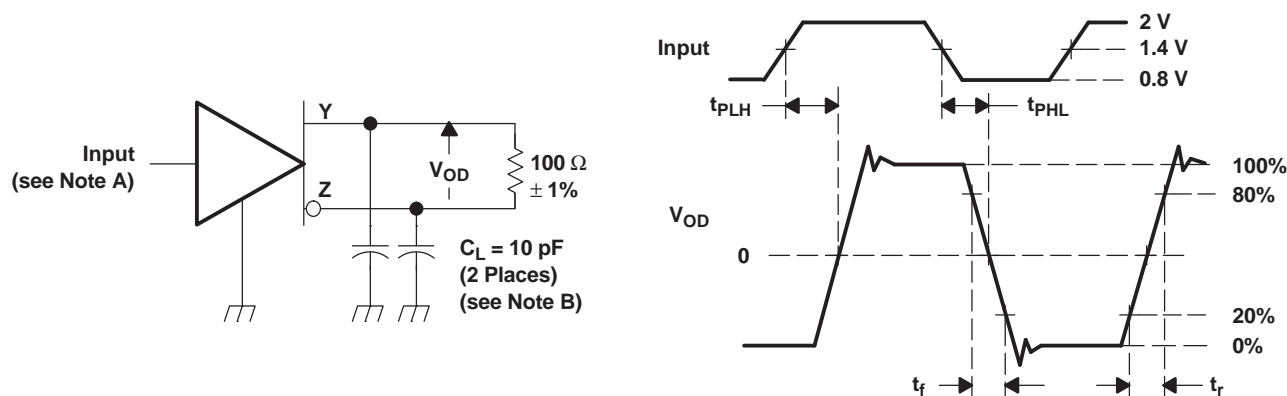 Input
(see Note A)
Y
Z
V_OD
100 Ω
± 1%
C_L = 10 pF
(2 Places)
(see Note B)
Input
2 V
1.4 V
0.8 V
t_PLH
t_PHL
V_OD
0
100%
80%
20%
0%
t_f
t_r